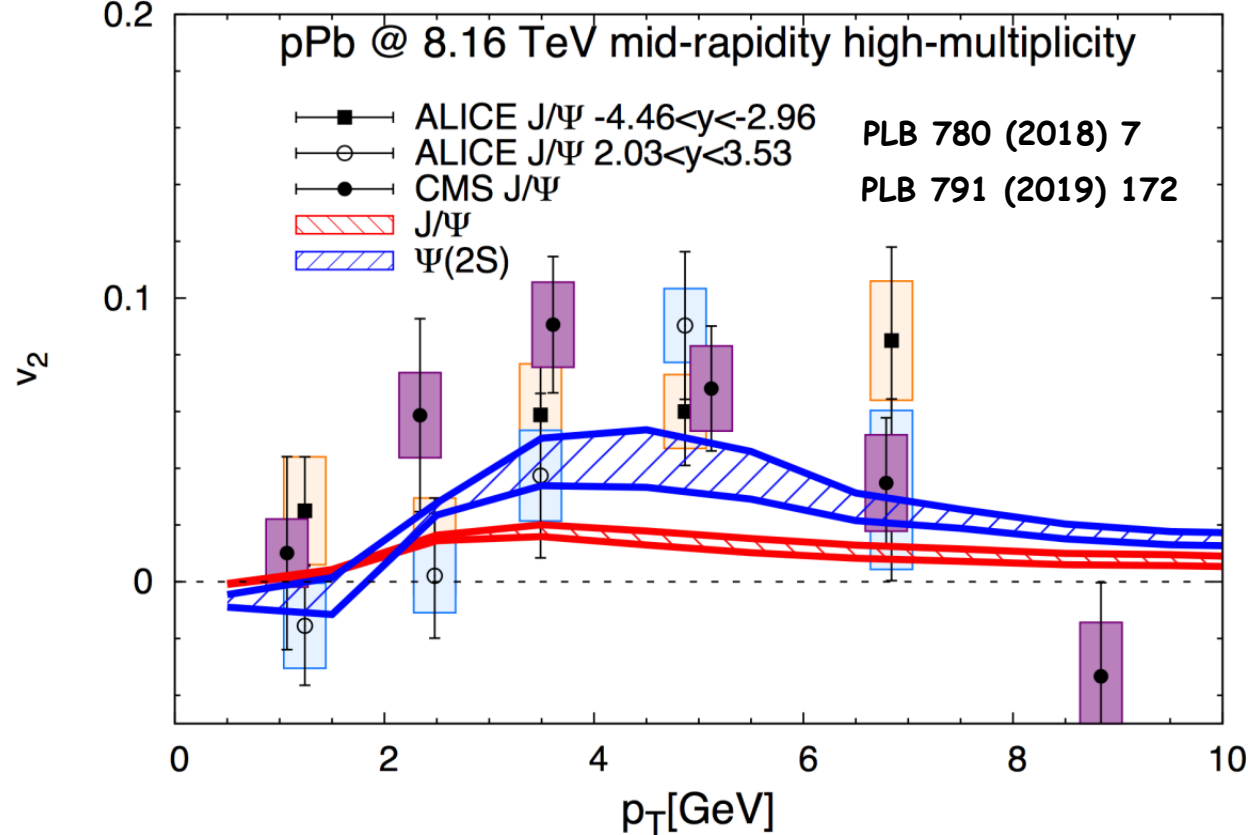 0.2
pPb @ 8.16 TeV mid-rapidity high-multiplicity
ALICE J/Ψ -4.46<y<-2.96
PLB 780 (2018) 7
ALICE J/Ψ 2.03<y<3.53
CMS J/Ψ
PLB 791 (2019) 172
J/Ψ
Ψ(2S)
0.1
v2
0
0 2 4 6 8 10
pT[GeV]